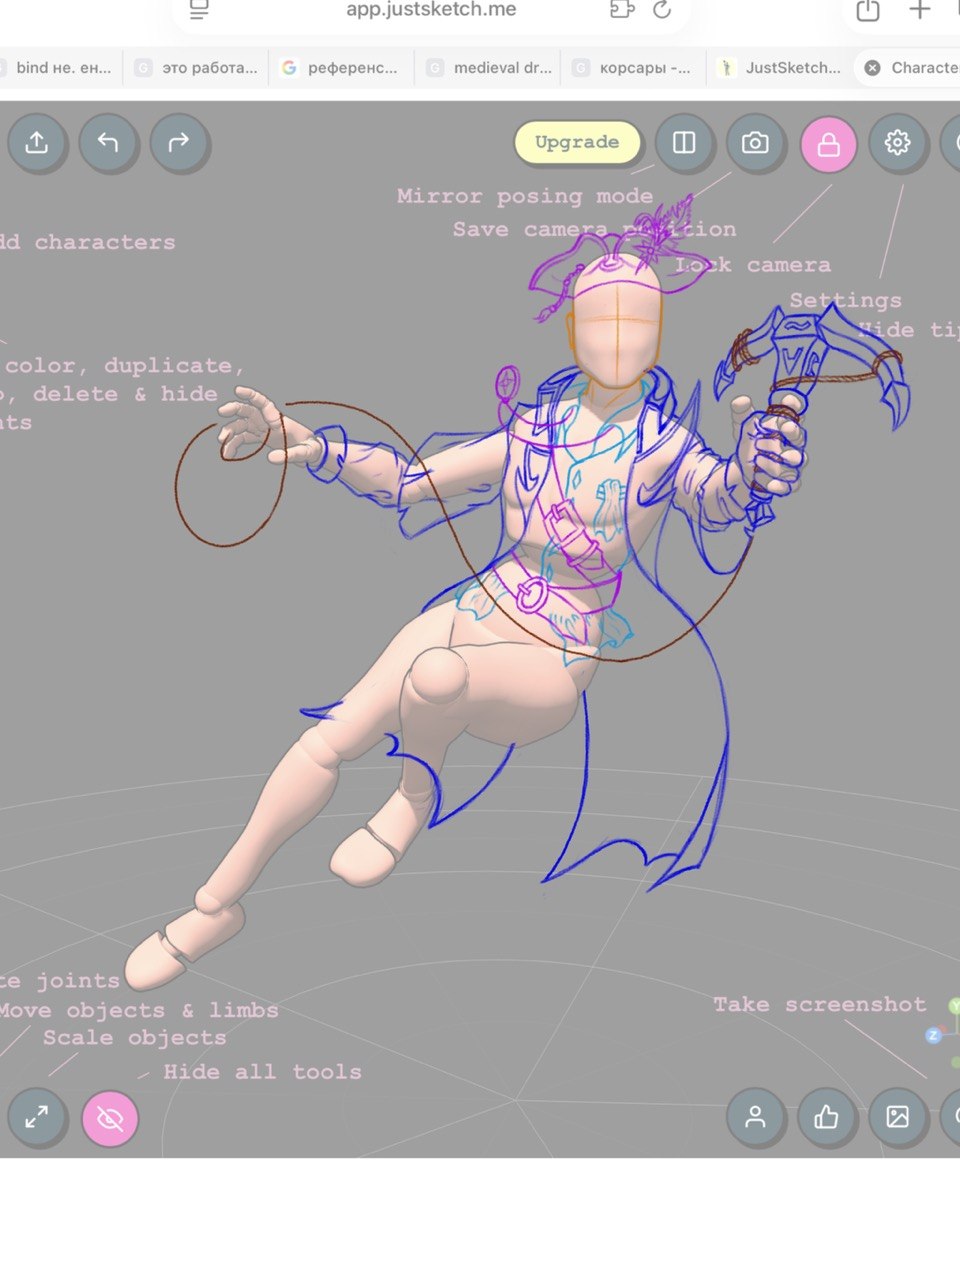 app.justsketch.me
bind не. ен...
это работа...
референс...
medieval dr...
корсары -...
JustSketch...
Characte
Upgrade
Mirror posing mode
Save camera position
dd characters
Lock camera
Settings
Hide tip
color, duplicate,
, delete & hide
nts
te joints
Move objects & limbs
Scale objects
Hide all tools
Take screenshot
Y
Z